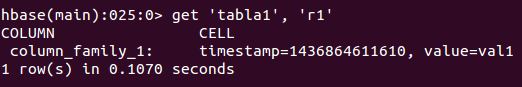 hbase(main):025:0> get 'tabla1', 'r1'
COLUMN CELL
column_family_1: timestamp=1436864611610, value=val1
1 row(s) in 0.1070 seconds